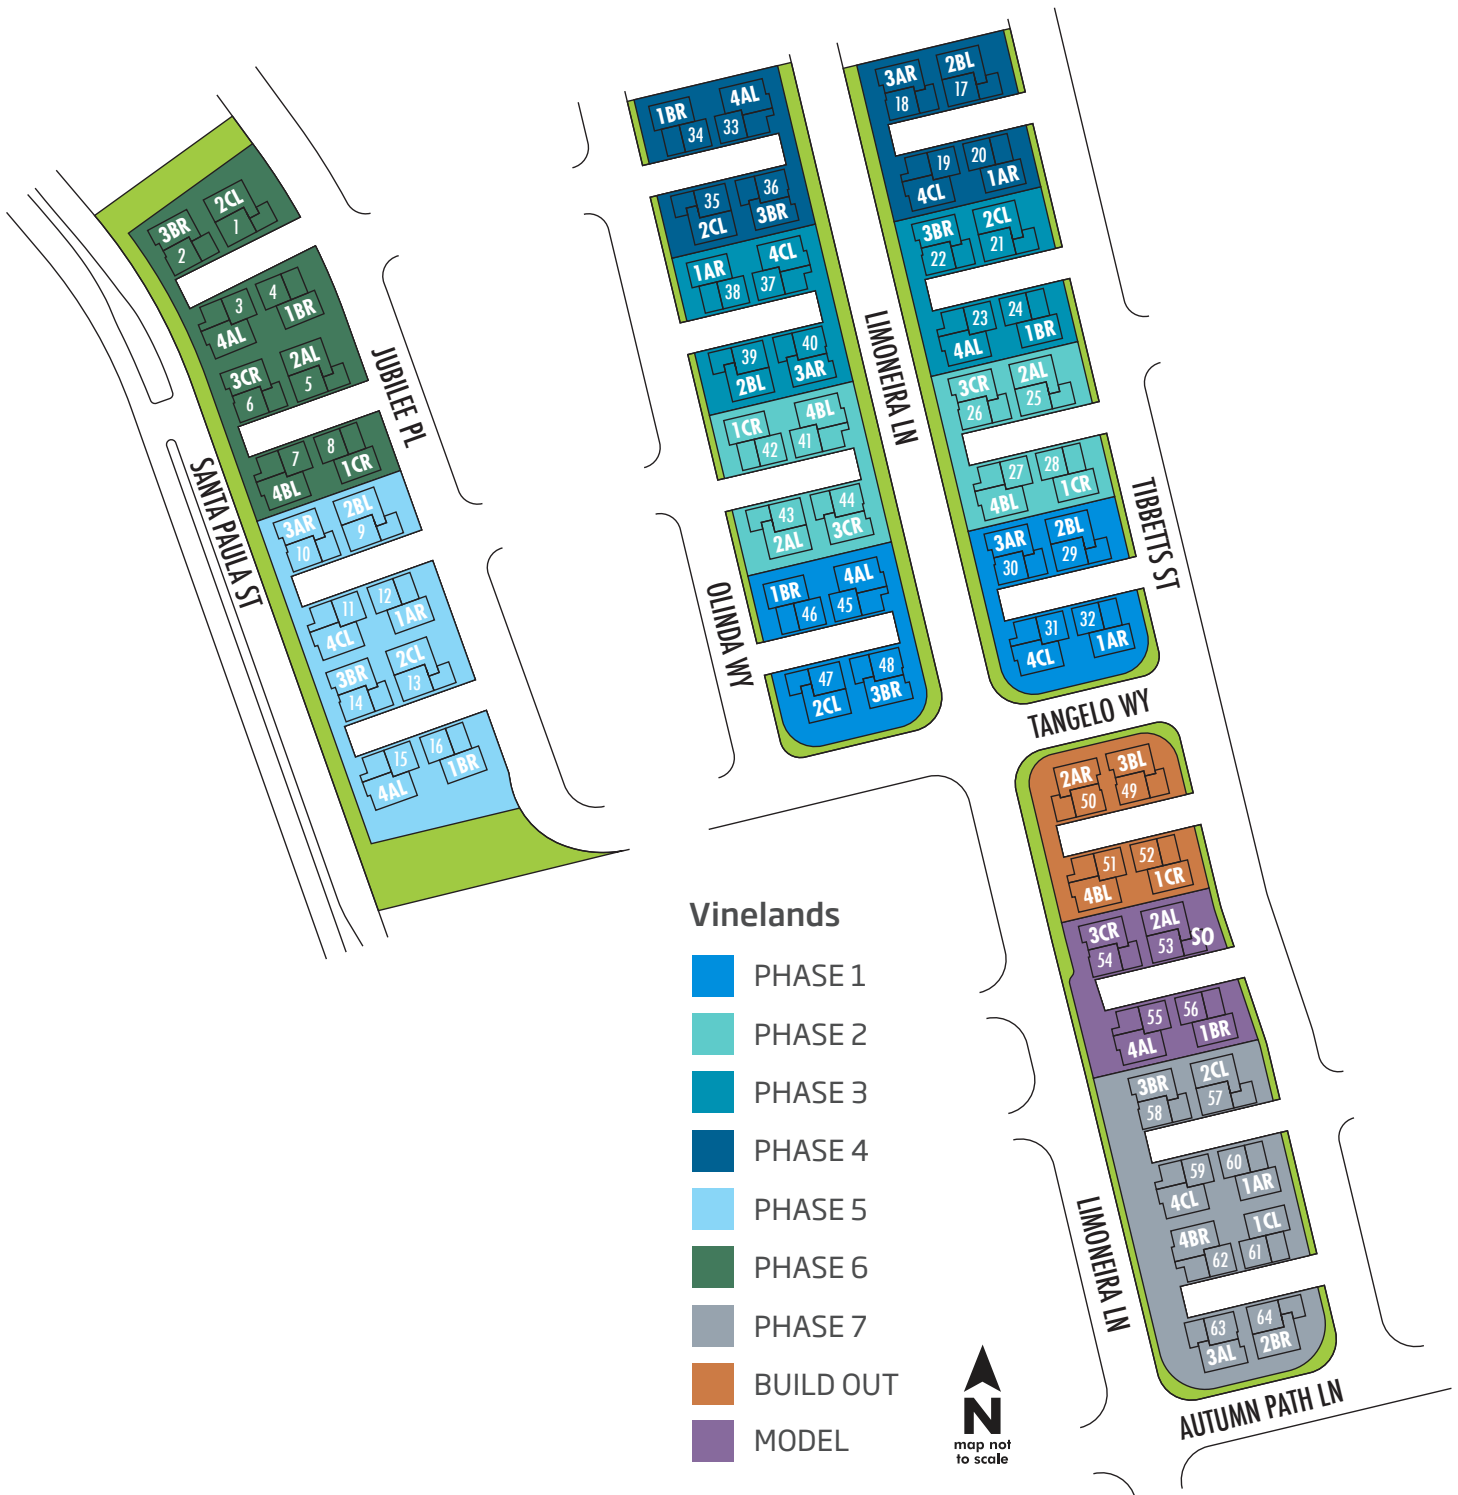 3BR
2CL
2
1
3
4
4AL
1BR
3CR
2AL
6
5
7
8
4BL
1CR
3AR
2BL
10
9
11
12
4CL
1AR
3BR
2CL
14
13
15
16
4AL
1BR
SANTA PAULA ST
JUBILEE PL
1BR
4AL
34
33
35
36
2CL
3BR
1AR
4CL
38
37
39
40
2BL
3AR
1CR
4BL
42
41
43
44
2AL
3CR
1BR
4AL
46
45
47
48
2CL
3BR
OLINDA WY
LIMONEIRA LN
3AR
2BL
18
17
19
20
4CL
1AR
3BR
2CL
22
21
23
24
4AL
1BR
3CR
2AL
26
25
27
28
4BL
1CR
3AR
2BL
30
29
31
32
4CL
1AR
TIBBETTS ST
TANGELO WY
2AR
3BL
50
49
51
52
4BL
1CR
3CR
2AL
54
53
SO
55
56
4AL
1BR
3BR
2CL
58
57
59
60
4CL
1AR
4BR
1CL
62
61
63
64
3AL
2BR
LIMONEIRA LN
AUTUMN PATH LN
Vinelands
PHASE 1
PHASE 2
PHASE 3
PHASE 4
PHASE 5
PHASE 6
PHASE 7
BUILD OUT
MODEL
N
map not
to scale